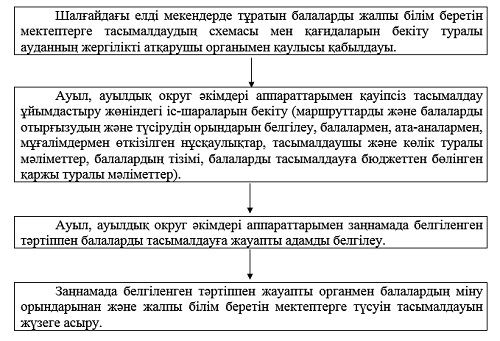 Шалғайдағы елді мекендерде тұратын балаларды жалпы білім беретін
мектептерге тасымалдаудың схемасы мен қағидаларын бекіту туралы
ауданның жергілікті атқарушы органымен қаулысы қабылдауы.
Ауыл, ауылдық округ әкімдері аппараттарымен қауіпсіз тасымалдау
ұйымдастыру жөніндегі іс-шараларын бекіту (маршруттарды және балаларды
отырғызудың және түсірудің орындарын белгілеу, балалармен, ата-аналармен,
мұғалімдермен өткізілген нұсқаулықтар, тасымалдаушы және көлік туралы
мәліметтер, балалардың тізімі, балаларды тасымалдауға бюджеттен бөлінген
қаржы туралы мәліметтер).
Ауыл, ауылдық округ әкімдері аппараттарымен заңнамада белгіленген
тәртіппен балаларды тасымалдауға жауапты адамды белгілеу.
Заңнамада белгіленген тәртіппен жауапты органмен балалардың міну
орындарынан және жалпы білім беретін мектептерге түсуін тасымалдауын
жүзеге асыру.